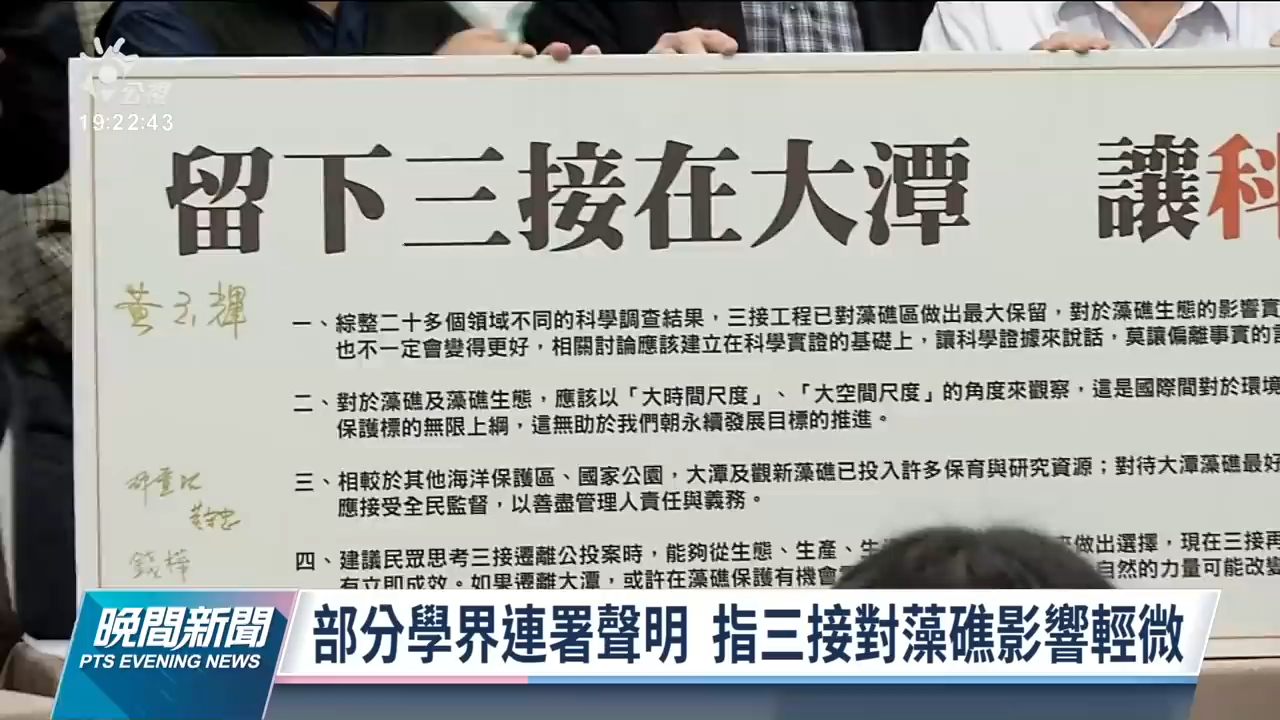 公視
19:22:43
留下三接在大潭 讓科
一、綜整二十多個領域不同的科學調查結果，三接工程已對藻礁區做出最大保留，對於藻礁生態的影響實
也不一定會變得更好，相關討論應該建立在科學實證的基礎上，讓科學證據來說話，莫讓偏離事實的言
二、對於藻礁及藻礁生態，應該以「大時間尺度」、「大空間尺度」的角度來觀察，這是國際間對於環境
保護標的無限上綱，這無助於我們朝永續發展目標的推進。
三、相較於其他海洋保護區、國家公園，大潭及觀新藻礁已投入許多保育與研究資源；對待大潭藻礁最好
應接受全民監督，以善盡管理人責任與義務。
四、建議民眾思考三接遷離公投案時，能夠從生態、生產、生
做出選擇，現在三接再
有立即成效。如果遷離大潭，或許在藻礁保護有機會
自然的力量可能改變
晚間新聞
PTS EVENING NEWS
部分學界連署聲明 指三接對藻礁影響輕微